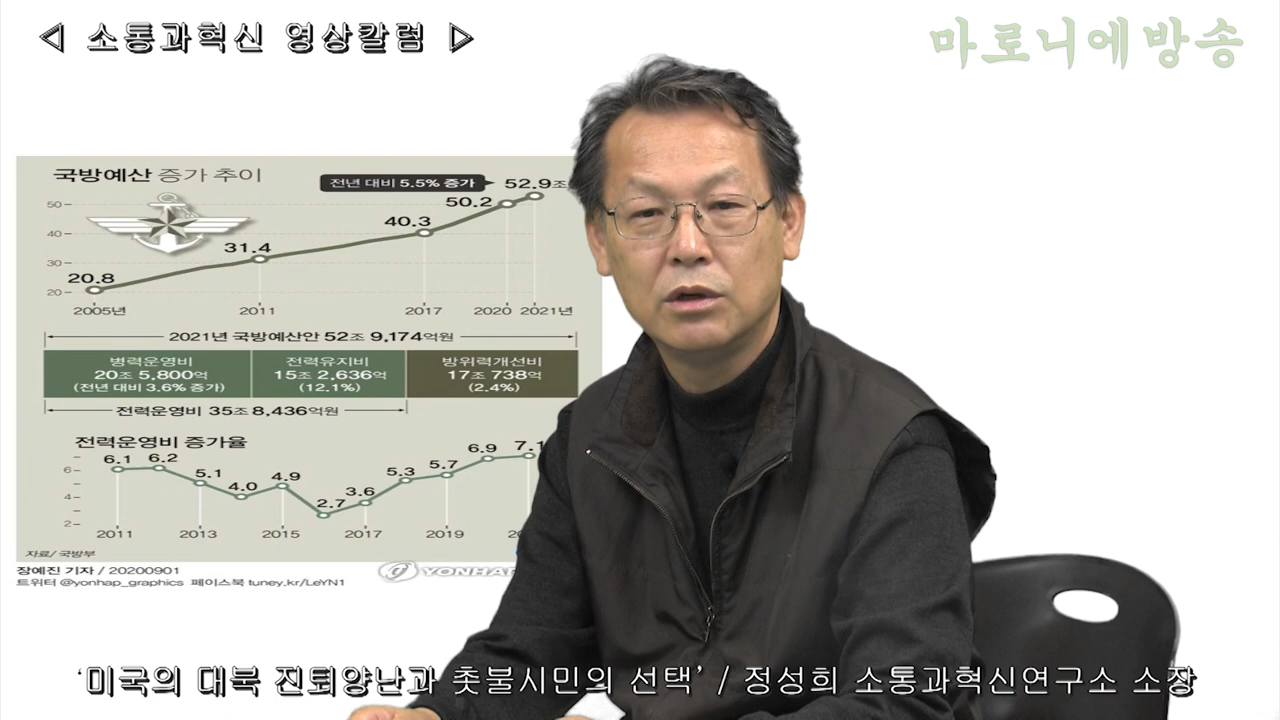 < 소통과혁신 영상칼럼 >
마로니에방송
국방예산 증가 추이
전년 대비 5.5% 증가
52.9조
50.2
40.3
31.4
20.8
50
40
30
20
2005년 2011 2017 2020 2021년
2021년 국방예산안 52조 9,174억원
병력운영비 전력유지비 방위력개선비
20조 5,800억 15조 2,636억 17조 738억
(전년 대비 3.6% 증가) (12.1%) (2.4%)
전력운영비 35조 8,436억원
전력운영비 증가율
6.1 6.2 5.1 4.0 4.9 2.7 3.6 5.3 5.7 6.9 7.1
6
4
2
2011 2013 2015 2017 2019
자료/ 국방부
장예진 기자 / 20200901
트위터 @yonhap_graphics 페이스북 tuney.kr/LeYN1
YONHAP
'미국의 대북 진퇴양난과 촛불시민의 선택' / 정성희 소통과혁신연구소 소장